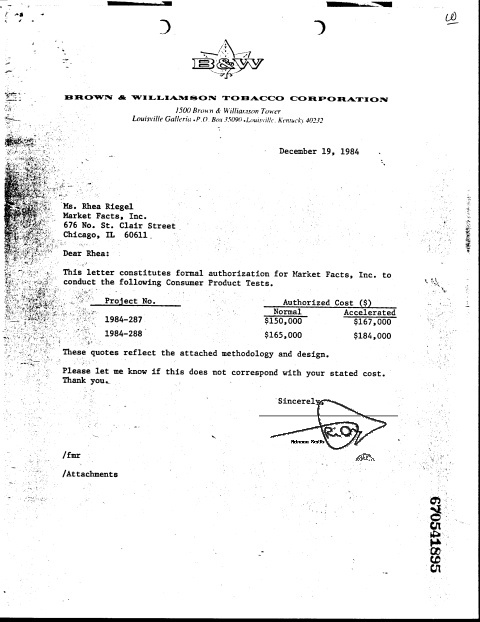 B&W
BROWN & WILLIAMSON TOBACCO CORPORATION
1500 Brown & Williamson Tower
Louisville Galleria • P.O. Box 35090 • Louisville, Kentucky 40232
December 19, 1984
Ms. Rhea Riegel
Market Facts, Inc.
676 No. St. Clair Street
Chicago, IL 60611
Dear Rhea:
This letter constitutes formal authorization for Market Facts, Inc. to
conduct the following Consumer Product Tests.
Project No. Authorized Cost ($)
Normal Accelerated
1984-287 $150,000 $167,000
1984-288 $165,000 $184,000
These quotes reflect the attached methodology and design.
Please let me know if this does not correspond with your stated cost.
Thank you.
Sincerely,
/fmr
/Attachments
670541895